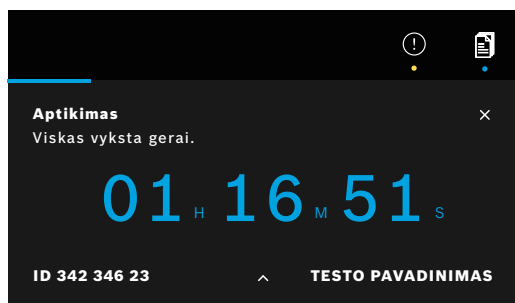 Aptikimas
Viskas vyksta gerai.
01 H 16 M 51 S
ID 342 346 23 TESTO PAVADINIMAS